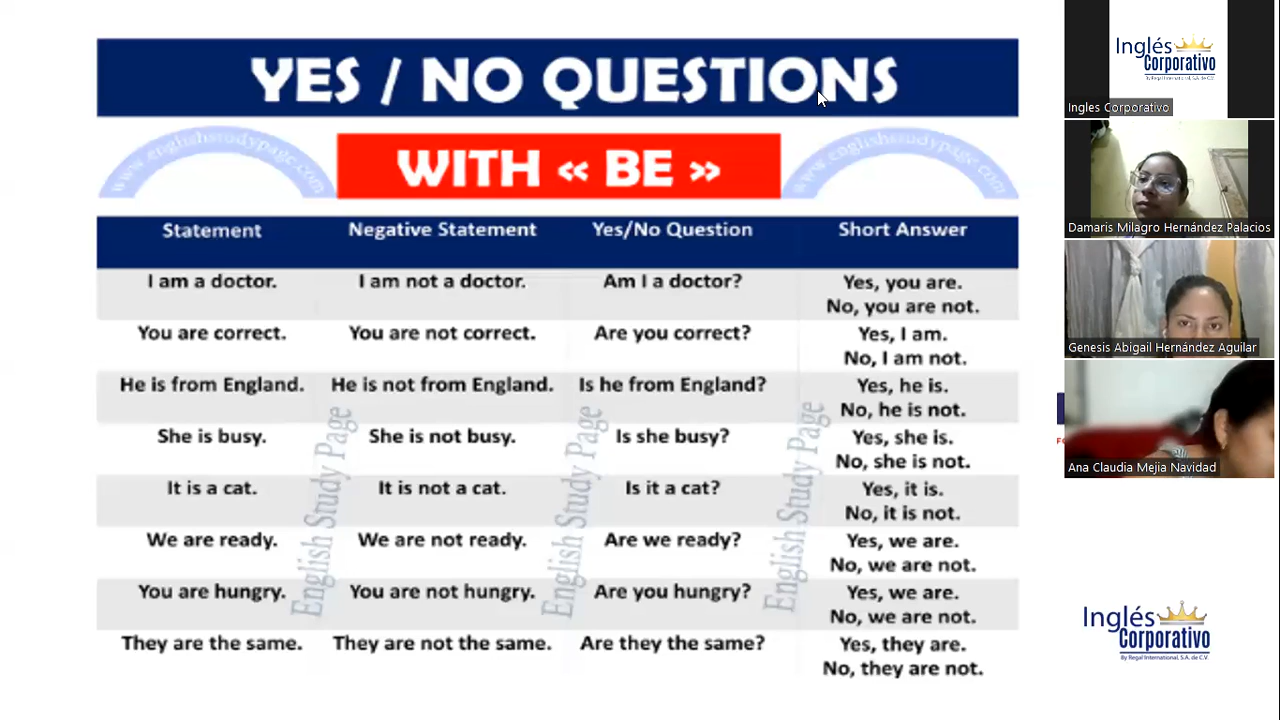 YES / NO QUESTIONS
www.englishstudypage.com
WITH « BE »
www.englishstudypage.com
Statement Negative Statement Yes/No Question Short Answer
I am a doctor. I am not a doctor. Am I a doctor? Yes, you are.
No, you are not.
You are correct. You are not correct. Are you correct? Yes, I am.
No, I am not.
He is from England. He is not from England. Is he from England? Yes, he is.
No, he is not.
She is busy. She is not busy. Is she busy? Yes, she is.
No, she is not.
It is a cat. It is not a cat. Is it a cat? Yes, it is.
No, it is not.
We are ready. We are not ready. Are we ready? Yes, we are.
No, we are not.
You are hungry. You are not hungry. Are you hungry? Yes, we are.
No, we are not.
They are the same. They are not the same. Are they the same? Yes, they are.
No, they are not.
English Study Page
English Study Page
English Study Page
Inglés
Corporativo
By Regal International, S.A. de C.V.
Ingles Corporativo
Damaris Milagro Hernández Palacios
Genesis Abigail Hernández Aguilar
Ana Claudia Mejia Navidad
Inglés
Corporativo
By Regal International, S.A. de C.V.